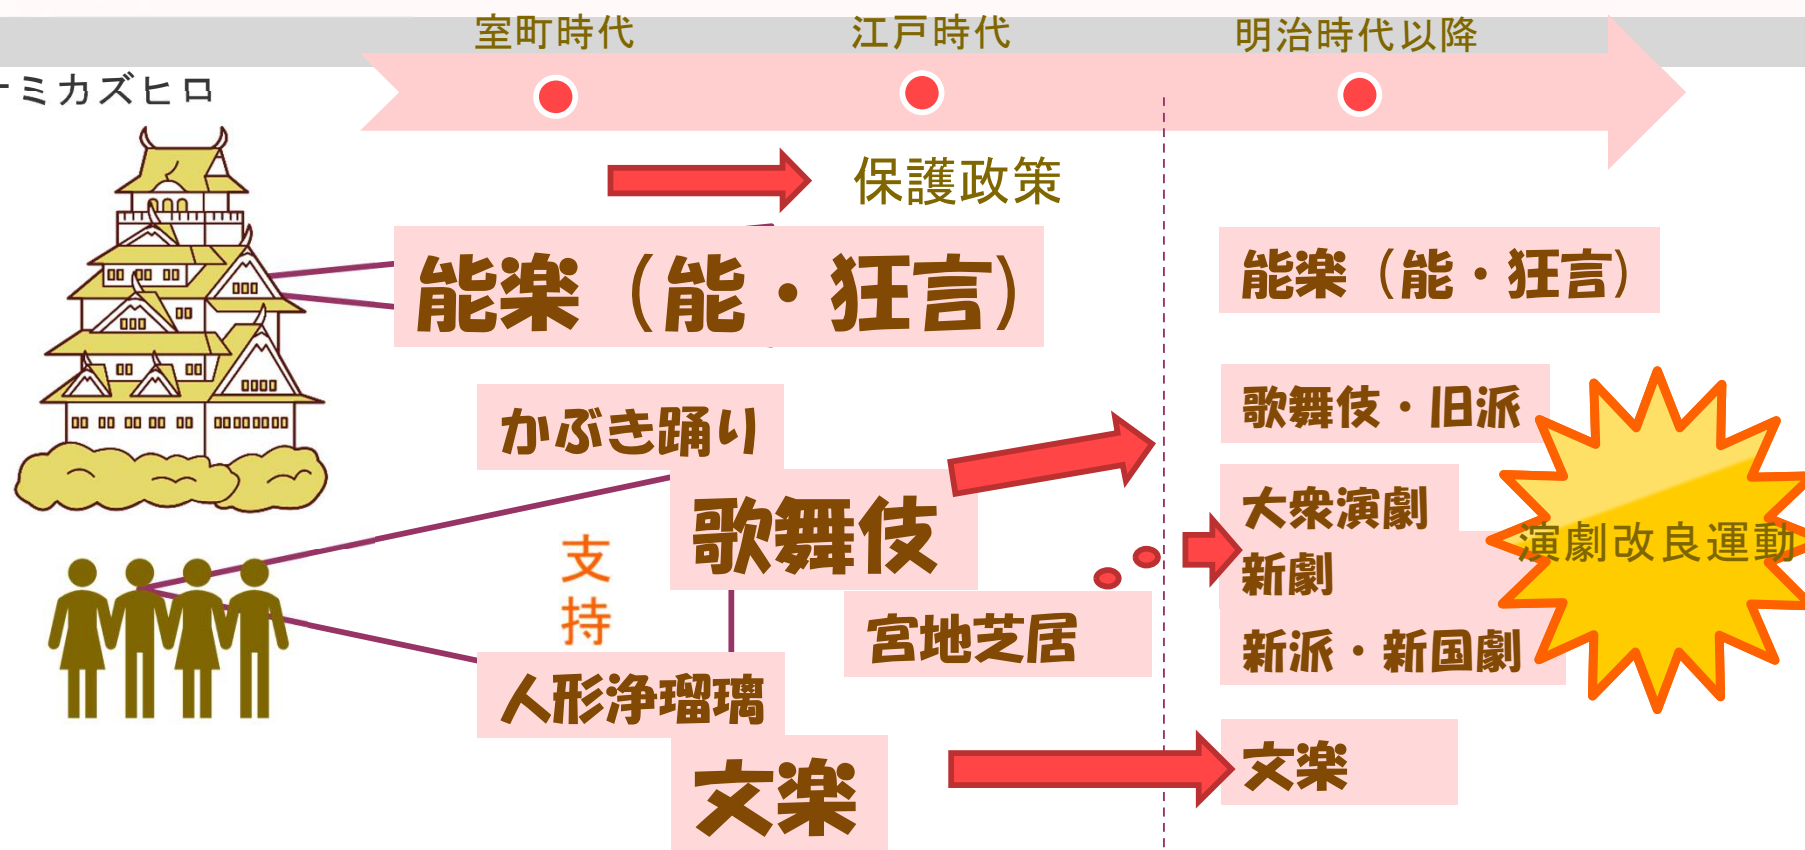 室町時代
江戸時代
明治時代以降
ミカズヒロ
保護政策
能楽（能・狂言）
能楽（能・狂言）
かぶき踊り
歌舞伎・旧派
歌舞伎
大衆演劇
支持
演劇改良運動
新劇
宮地芝居
新派・新国劇
人形浄瑠璃
文楽
文楽